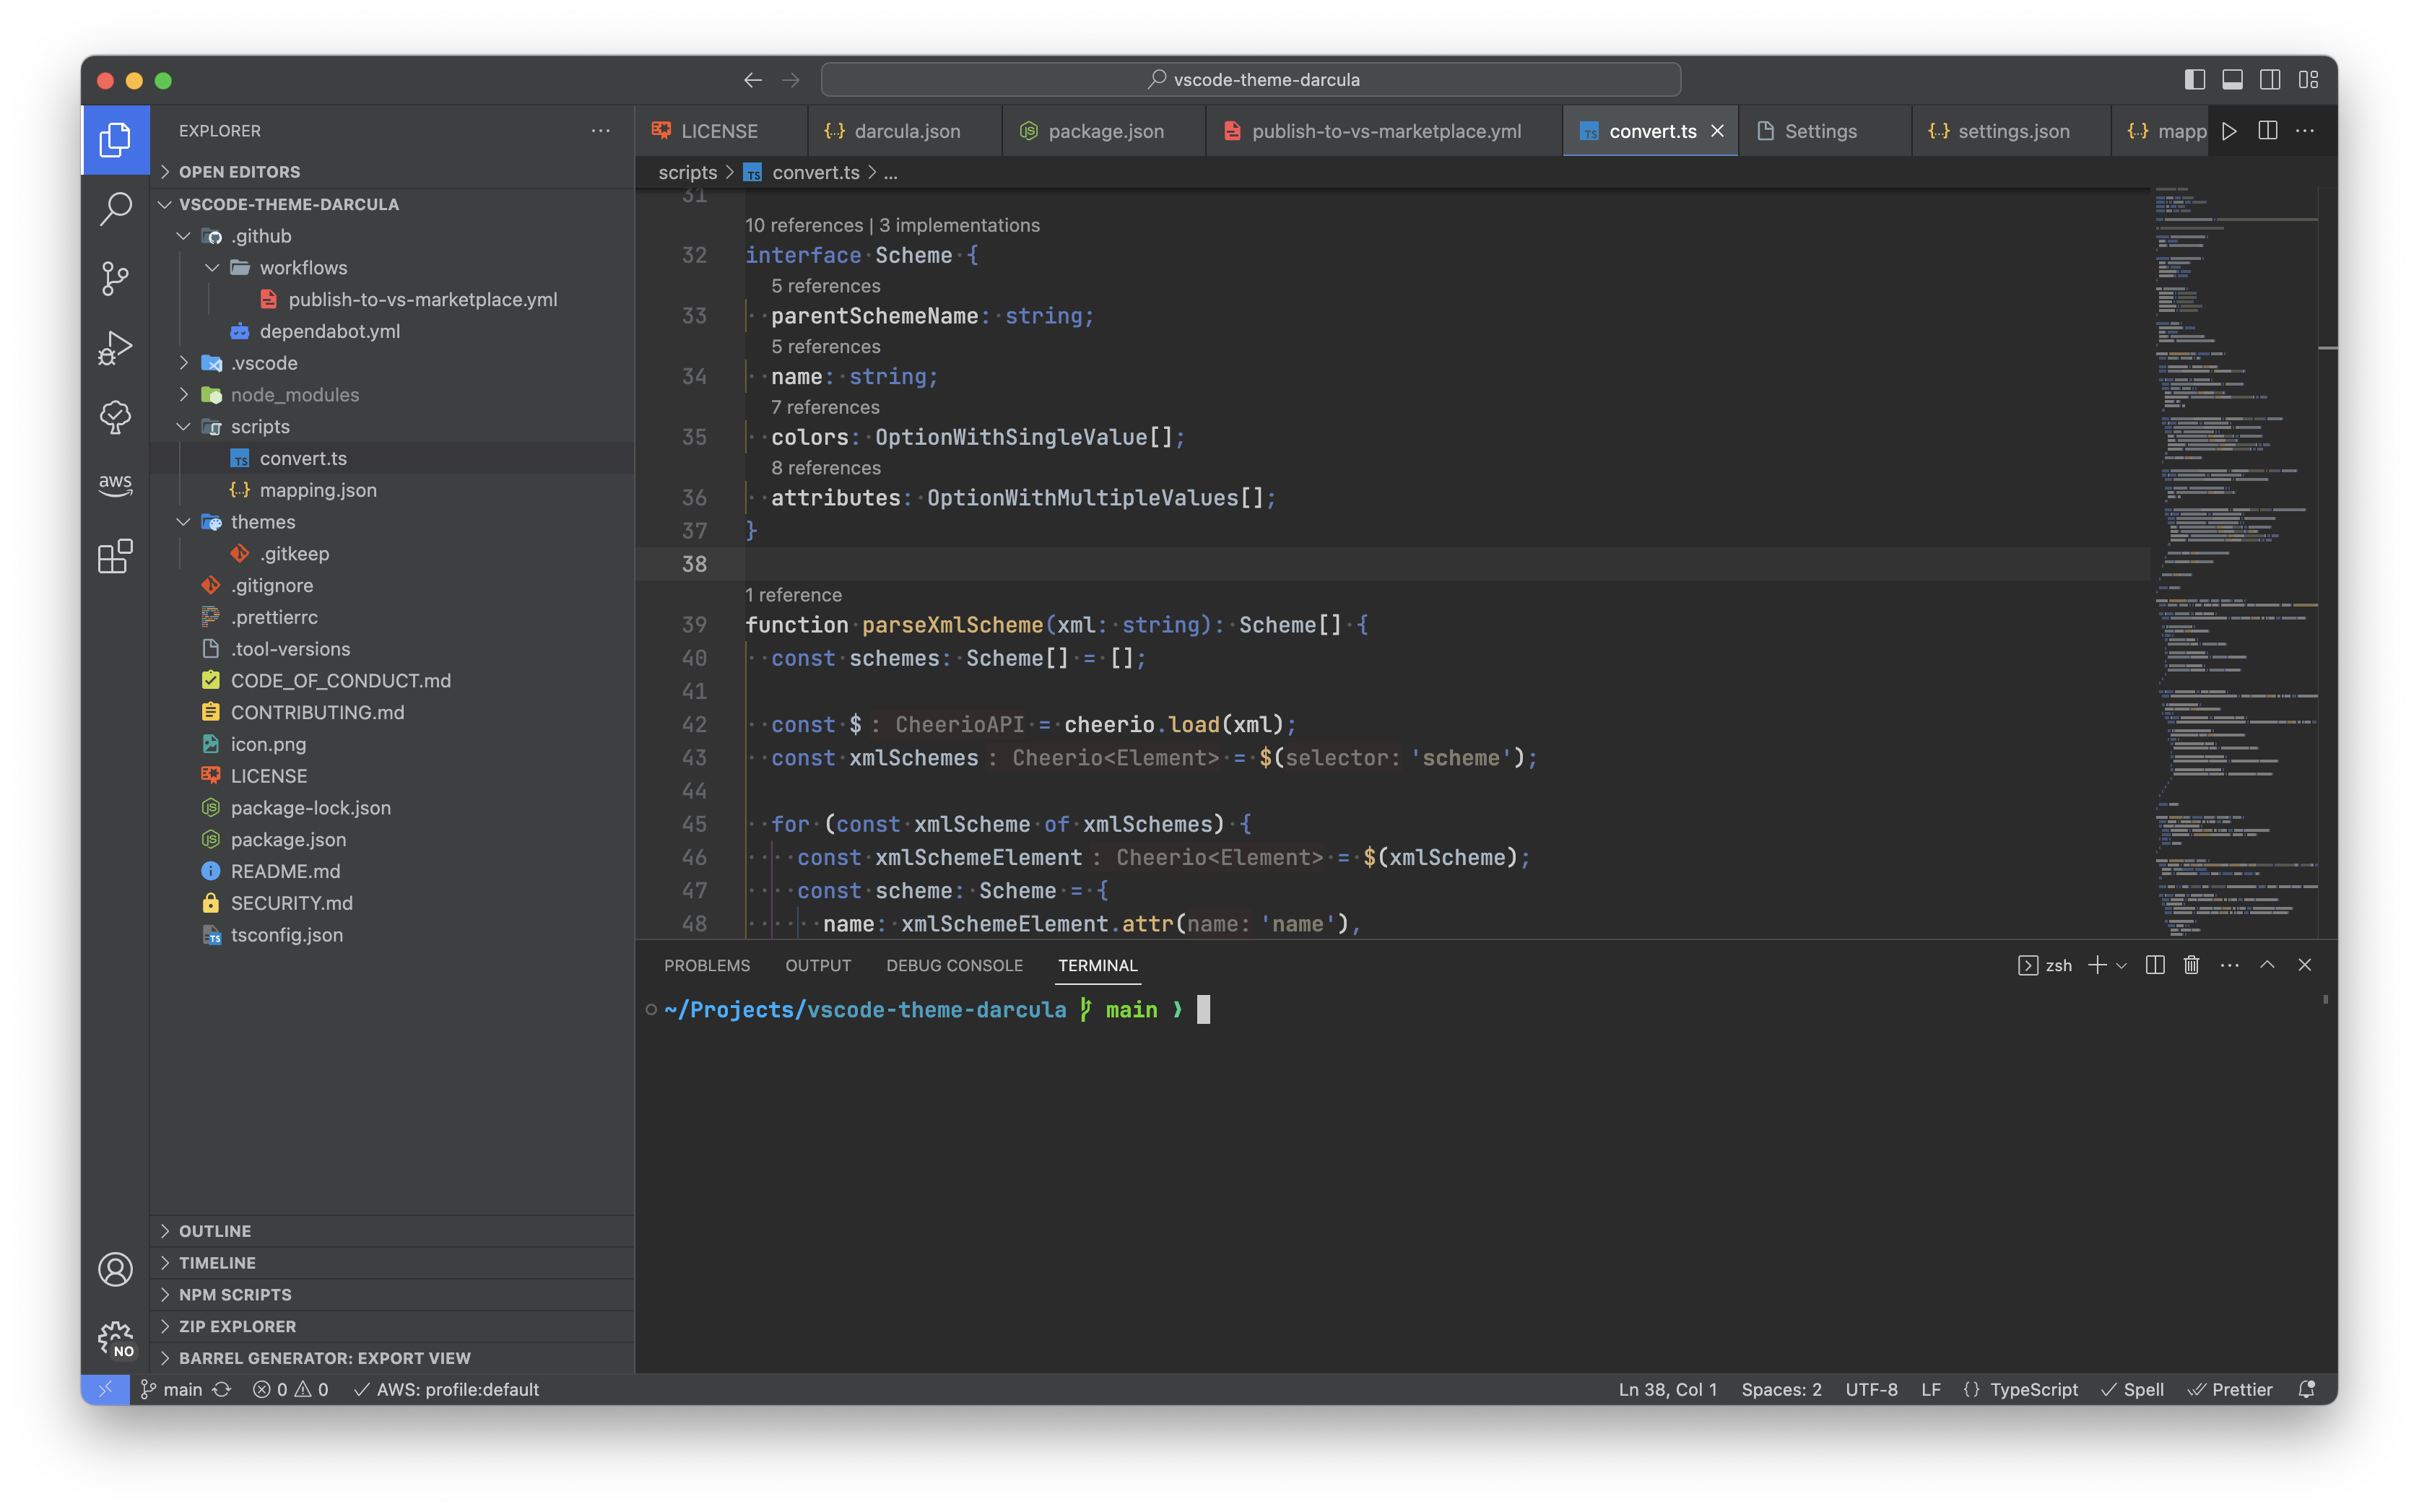 vscode-theme-darcula
EXPLORER
OPEN EDITORS
VSCODE-THEME-DARCULA
.github
workflows
publish-to-vs-marketplace.yml
dependabot.yml
.vscode
node_modules
scripts
convert.ts
mapping.json
themes
.gitkeep
.gitignore
.prettierrc
.tool-versions
CODE_OF_CONDUCT.md
CONTRIBUTING.md
icon.png
LICENSE
package-lock.json
package.json
README.md
SECURITY.md
tsconfig.json
OUTLINE
TIMELINE
NPM SCRIPTS
ZIP EXPLORER
BARREL GENERATOR: EXPORT VIEW
aws
NO
LICENSE darcula.json package.json publish-to-vs-marketplace.yml convert.ts Settings settings.json mapp
scripts > TS convert.ts > ...
31
10 references | 3 implementations
32 interface Scheme {
5 references
33 parentSchemeName: string;
5 references
34 name: string;
7 references
35 colors: OptionWithSingleValue[];
8 references
36 attributes: OptionWithMultipleValues[];
37 }
38
1 reference
39 function parseXmlScheme(xml: string): Scheme[] {
40 const schemes: Scheme[] = [];
41
42 const $ : CheerioAPI = cheerio.load(xml);
43 const xmlSchemes : Cheerio<Element> = $(selector: 'scheme');
44
45 for (const xmlScheme of xmlSchemes) {
46 const xmlSchemeElement : Cheerio<Element> = $(xmlScheme);
47 const scheme: Scheme = {
48 name: xmlSchemeElement.attr(name: 'name'),
PROBLEMS OUTPUT DEBUG CONSOLE TERMINAL zsh
~/Projects/vscode-theme-darcula main ❯
main 0 0 AWS: profile:default Ln 38, Col 1 Spaces: 2 UTF-8 LF {} TypeScript Spell Prettier